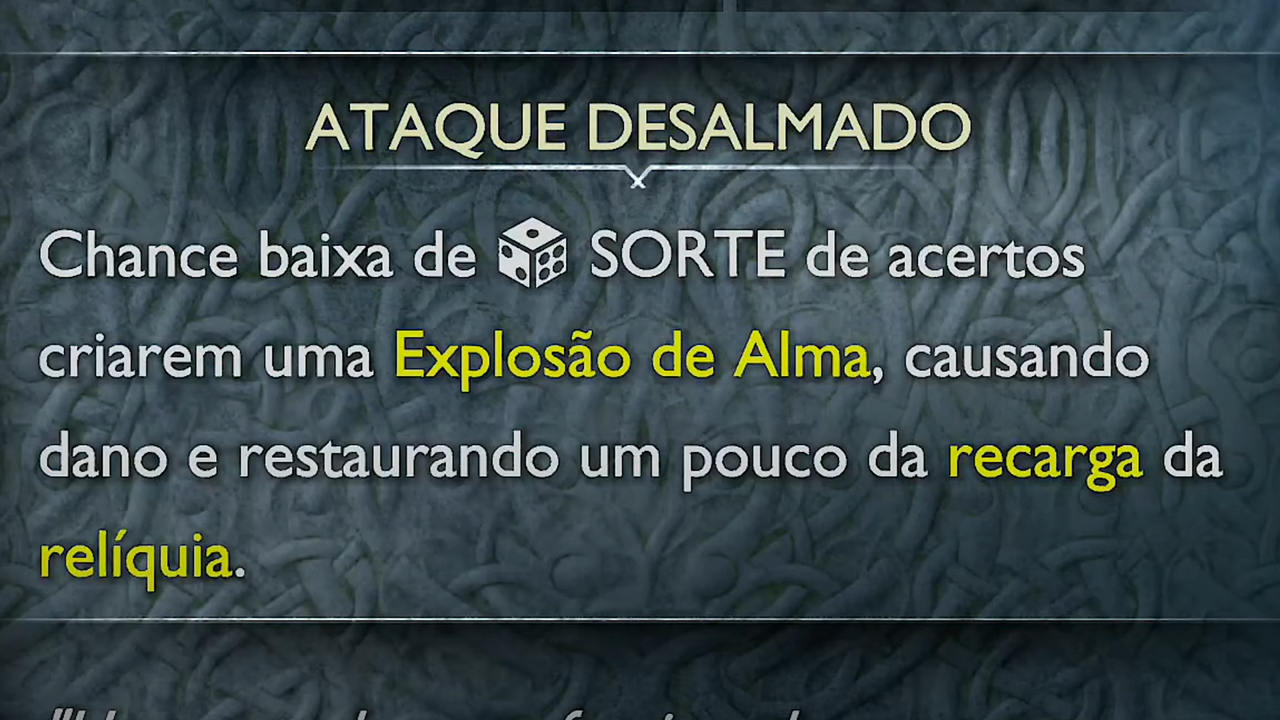 ATAQUE DESALMADO
Chance baixa de SORTE de acertos
criarem uma Explosão de Alma, causando
dano e restaurando um pouco da recarga da
relíquia.